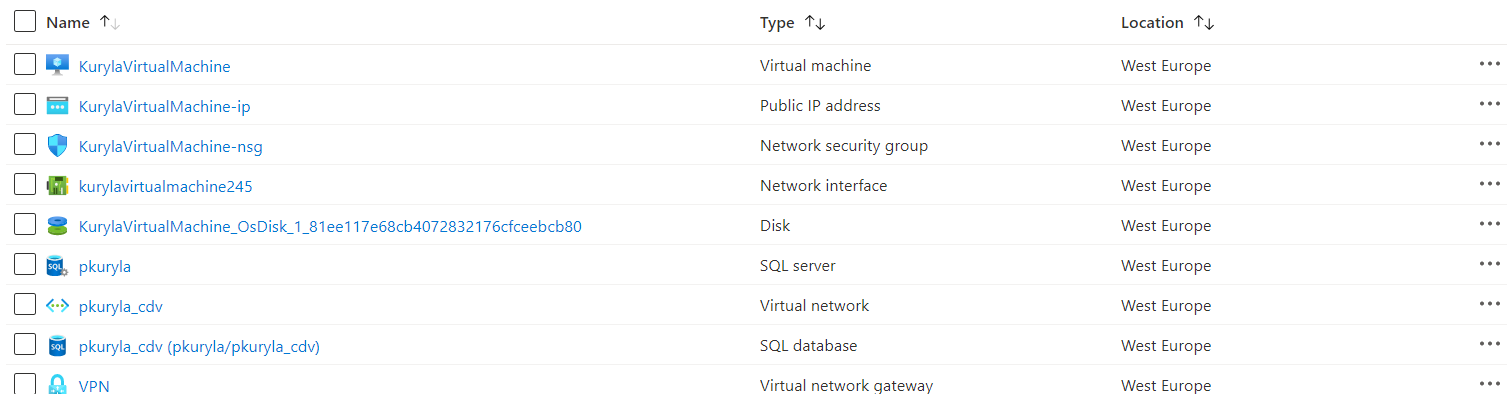 Name Type Location
KurylaVirtualMachine Virtual machine West Europe
KurylaVirtualMachine-ip Public IP address West Europe
KurylaVirtualMachine-nsg Network security group West Europe
kurylavirtualmachine245 Network interface West Europe
KurylaVirtualMachine_OsDisk_1_81ee117e68cb4072832176cfceebcb80 Disk West Europe
SQL pkuryla SQL server West Europe
pkuryla_cdv Virtual network West Europe
SQL pkuryla_cdv (pkuryla/pkuryla_cdv) SQL database West Europe
VPN Virtual network gateway West Europe